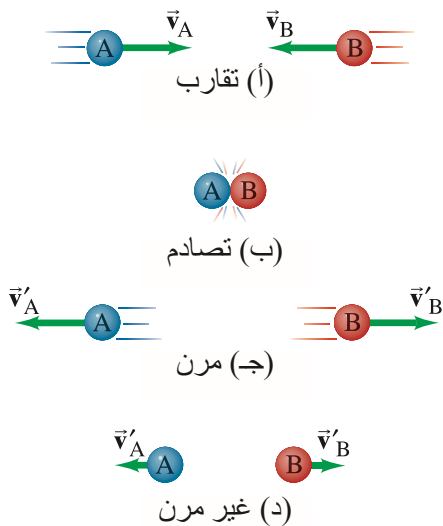 v⃗A v⃗B
A B
(أ) تقارب
A B
(ب) تصادم
v⃗′A v⃗′B
A B
(جـ) مرن
v⃗′A v⃗′B
A B
(د) غير مرن